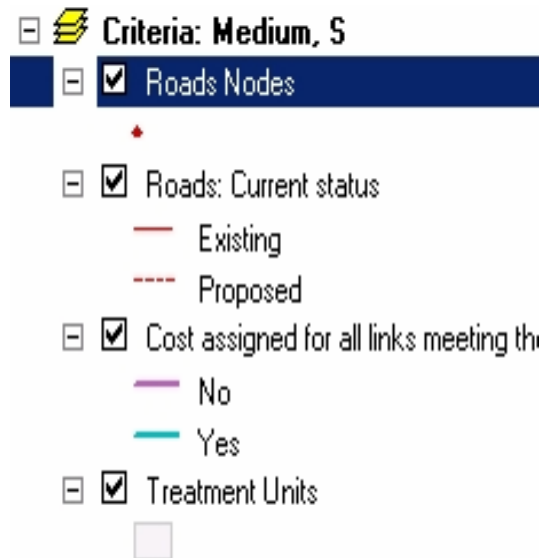 Criteria: Medium, S
Roads Nodes
Roads: Current status
Existing
Proposed
Cost assigned for all links meeting
No
Yes
Treatment Units